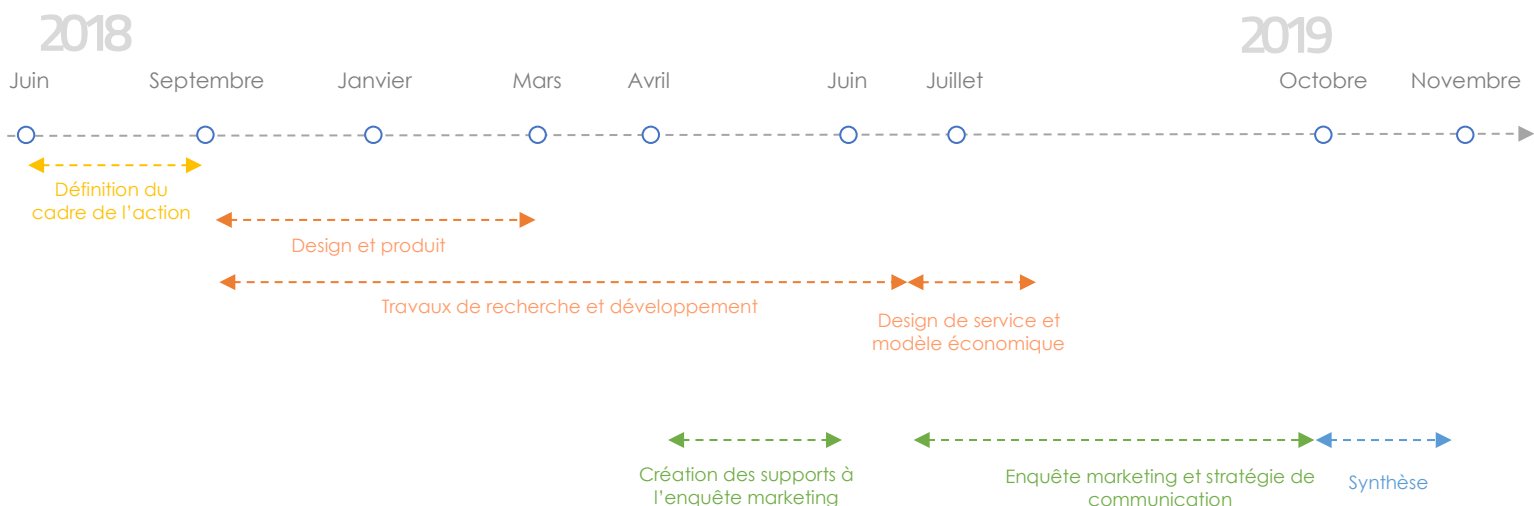 2018
2019
Juin
Septembre
Janvier
Mars
Avril
Juin
Juillet
Octobre
Novembre
Définition du
cadre de l'action
Design et produit
Travaux de recherche et développement
Design de service et
modèle économique
Création des supports à
l'enquête marketing
Enquête marketing et stratégie de
communication
Synthèse